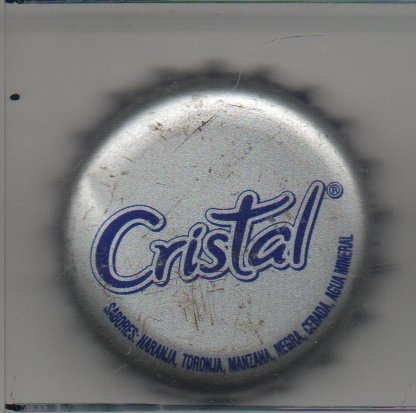 Cristal®
SABORES: NARANJA, TORONJA, MANZANA, NEGRA, CEBADA, AGUA MINERAL